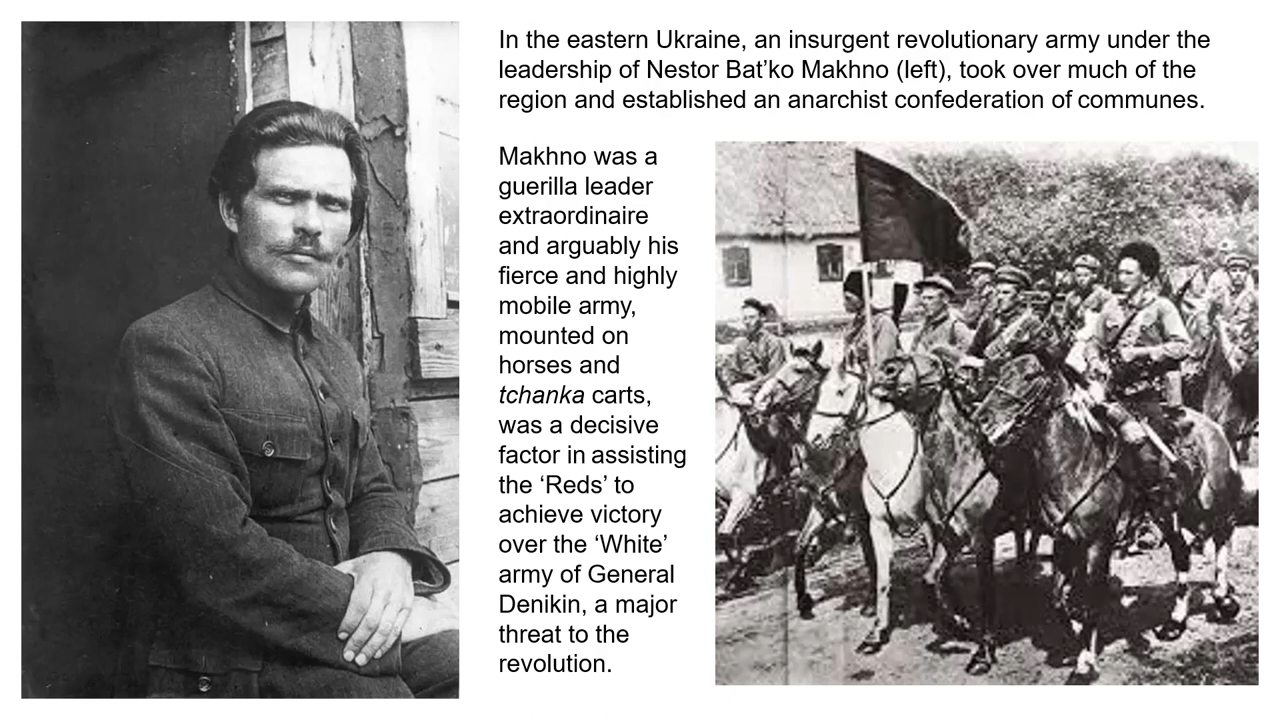 In the eastern Ukraine, an insurgent revolutionary army under the
leadership of Nestor Bat’ko Makhno (left), took over much of the
region and established an anarchist confederation of communes.
Makhno was a
guerilla leader
extraordinaire
and arguably his
fierce and highly
mobile army,
mounted on
horses and
tchanka carts,
was a decisive
factor in assisting
the ‘Reds’ to
achieve victory
over the ‘White’
army of General
Denikin, a major
threat to the
revolution.